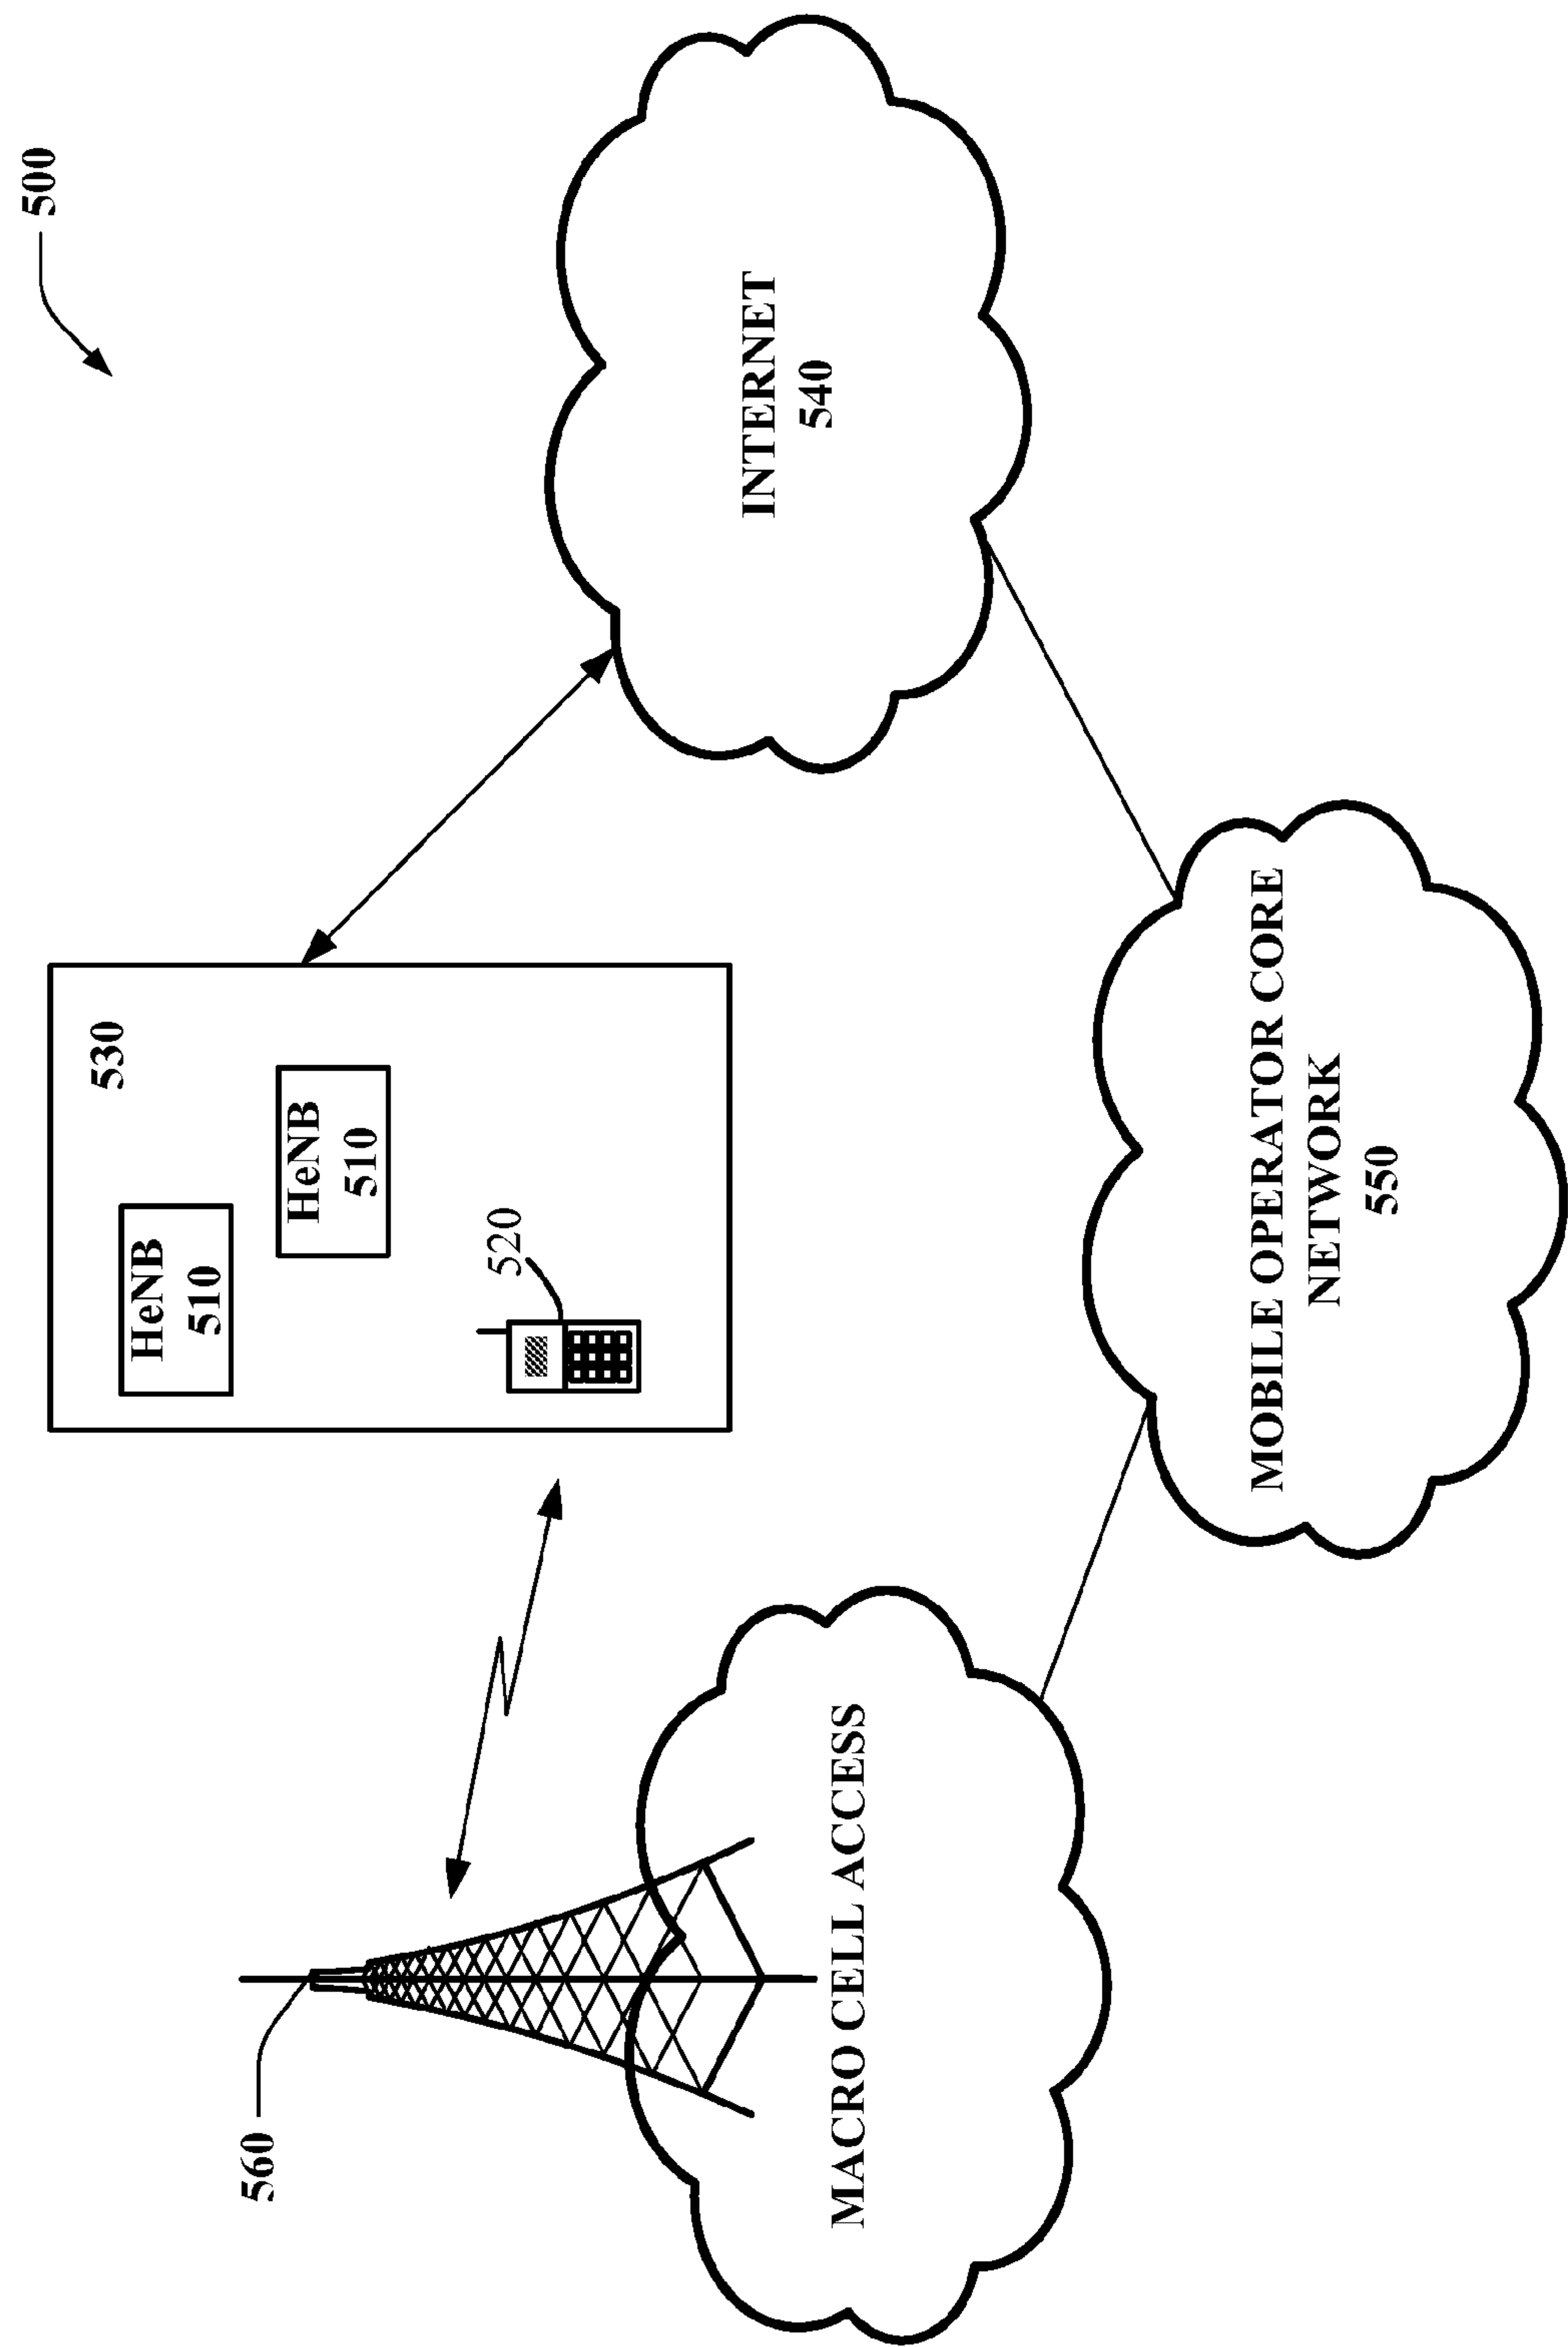 500
530
HeNB
510
HeNB
510
520
560
INTERNET
540
MACRO CELL ACCESS
MOBILE OPERATOR CORE
NETWORK
550